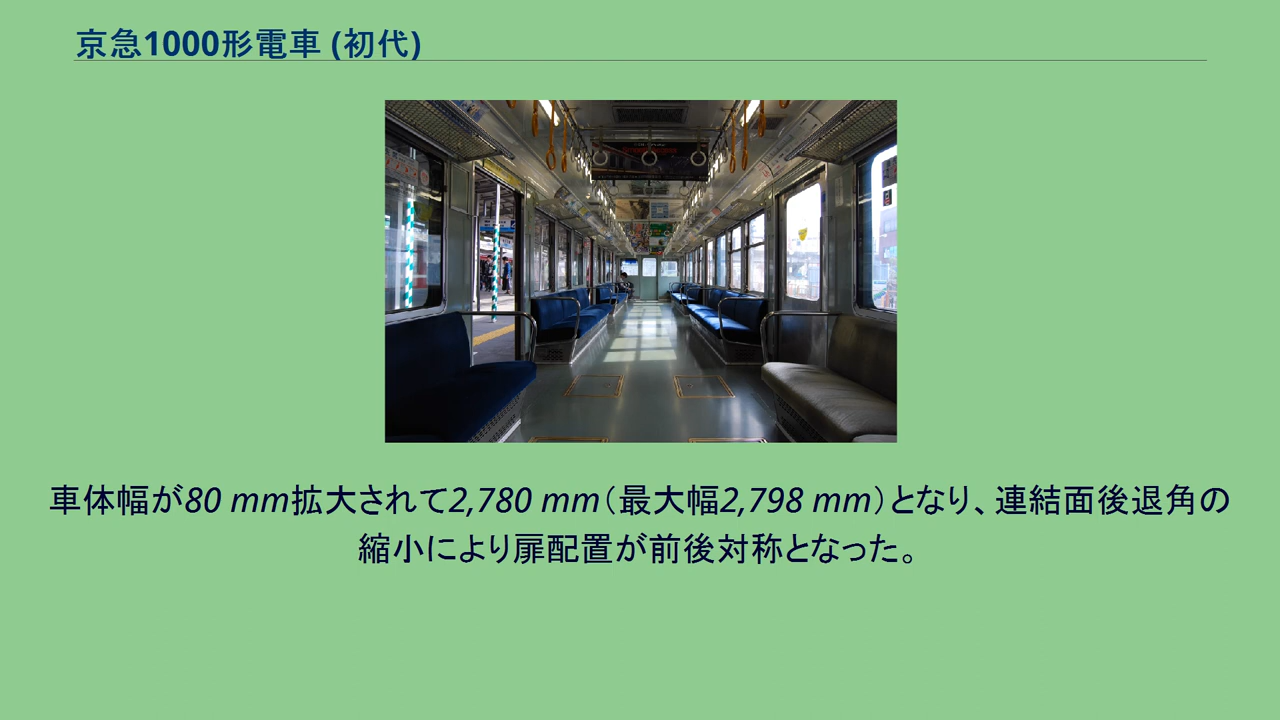 京急1000形電車 (初代)
車体幅が80 mm拡大されて2,780 mm（最大幅2,798 mm）となり、連結面後退角の
縮小により扉配置が前後対称となった。